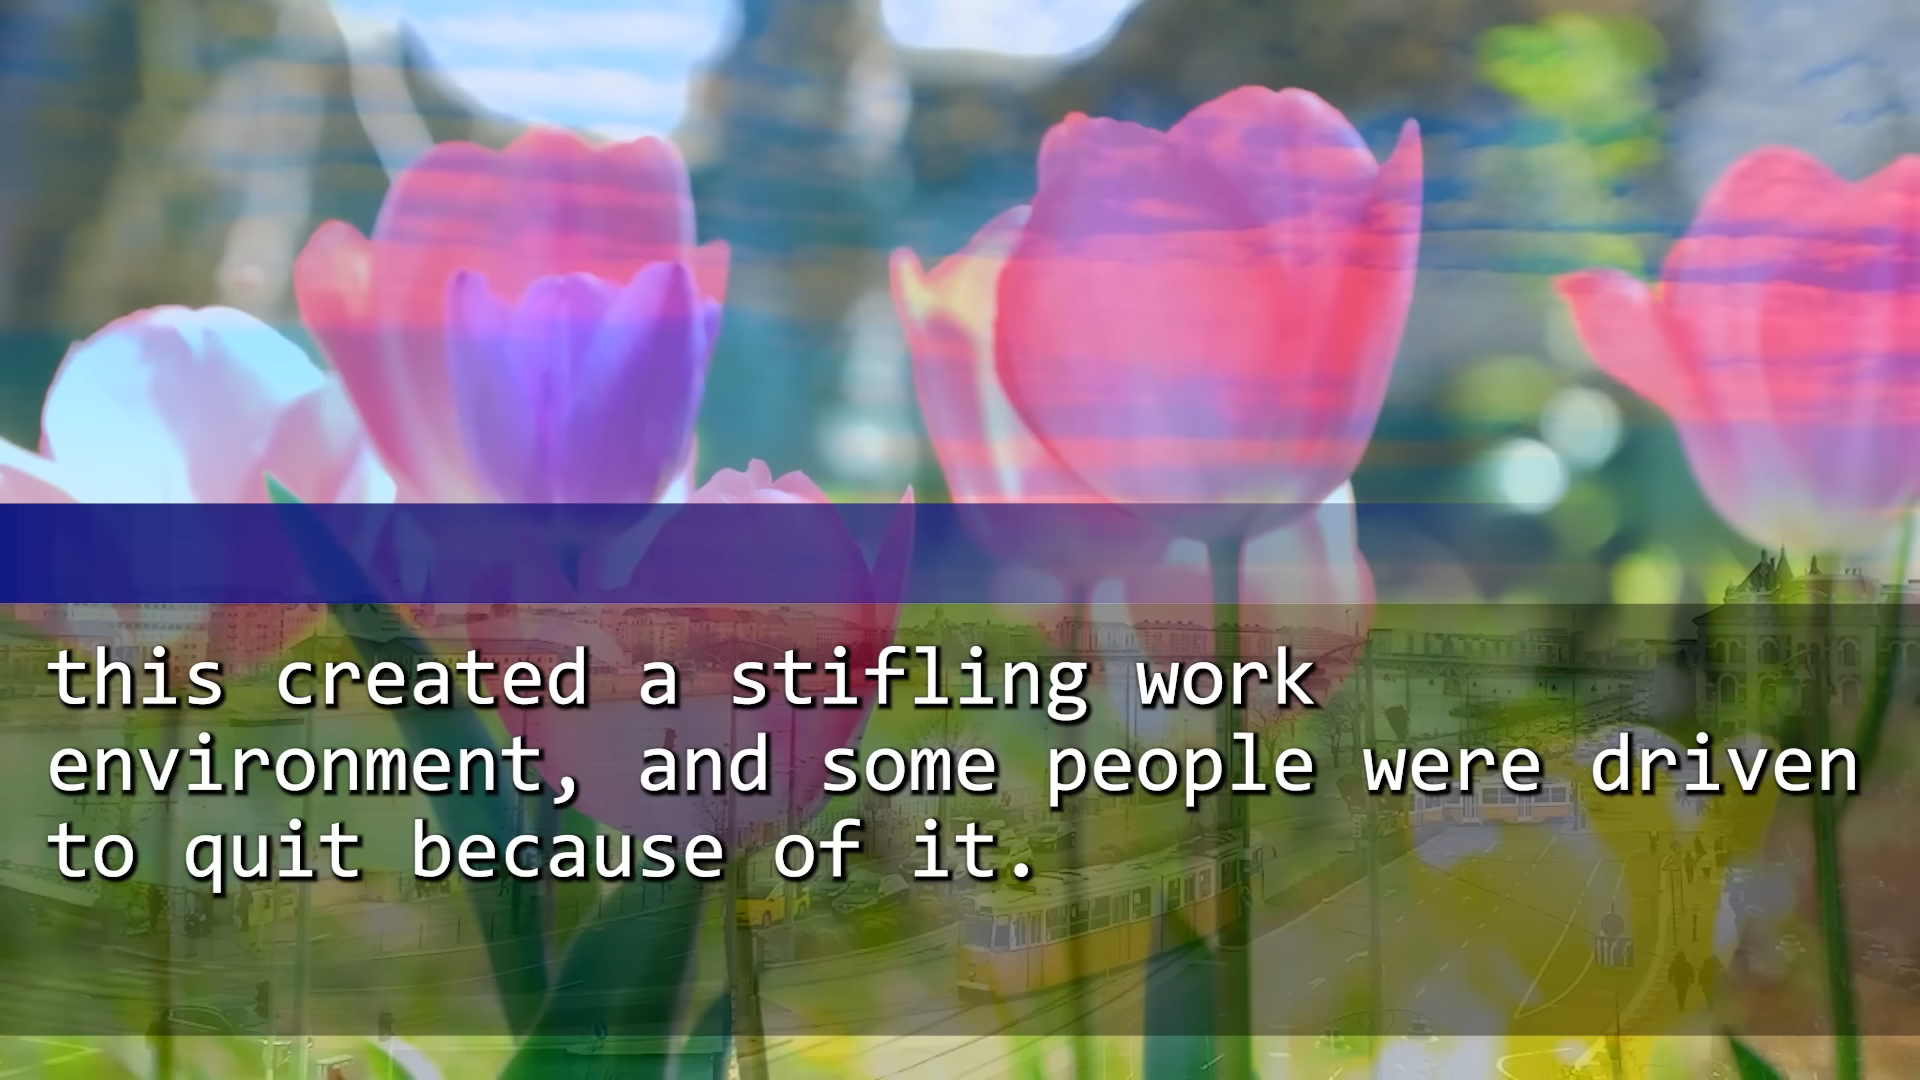 this created a stifling work
environment, and some people were driven
to quit because of it.